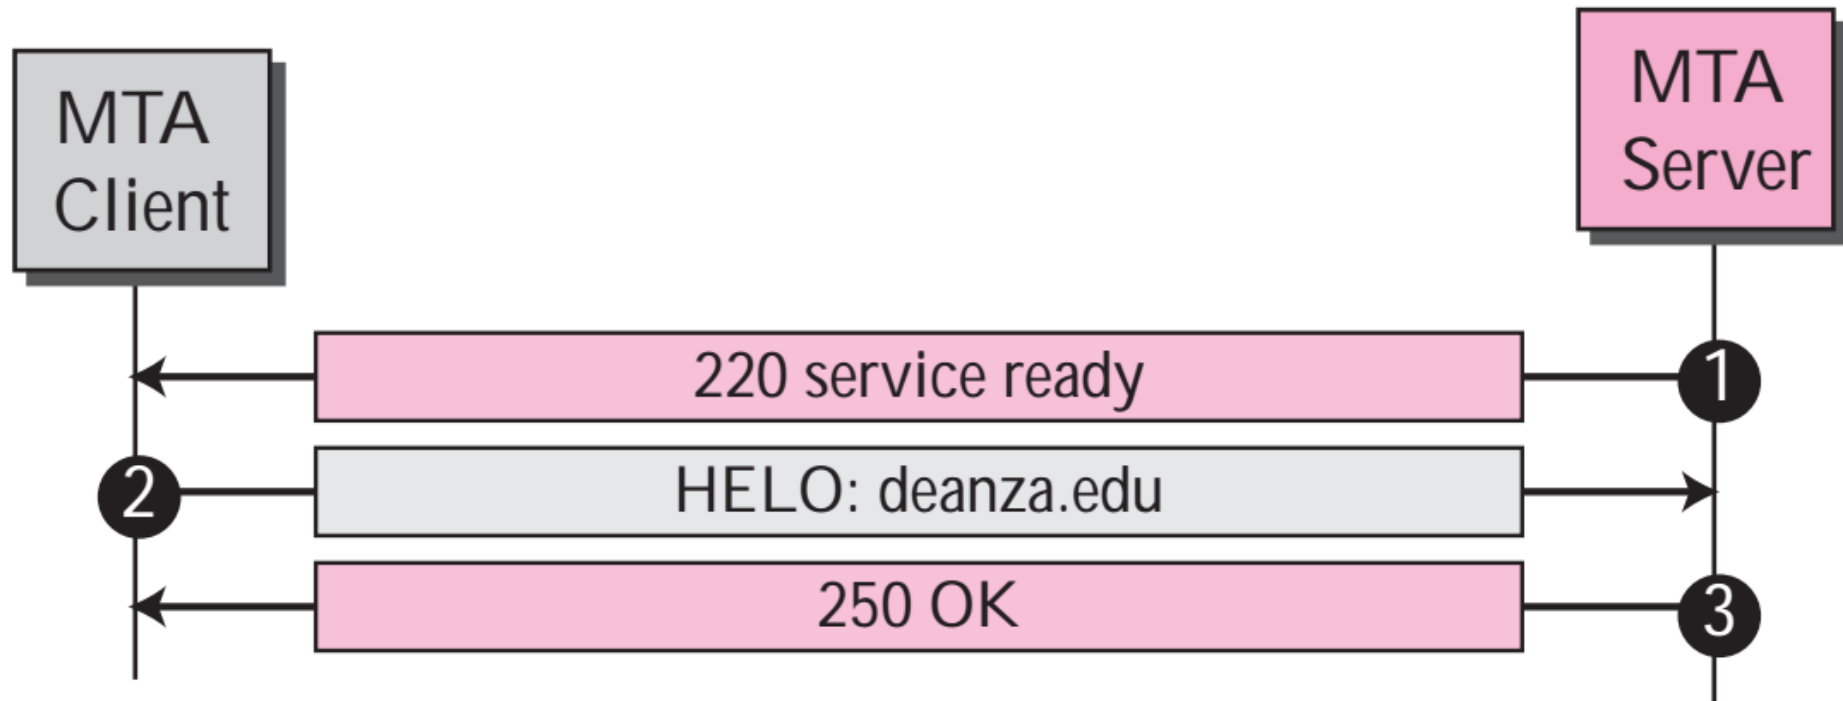 MTA
Client
MTA
Server
220 service ready
1
2
HELO: deanza.edu
250 OK
3